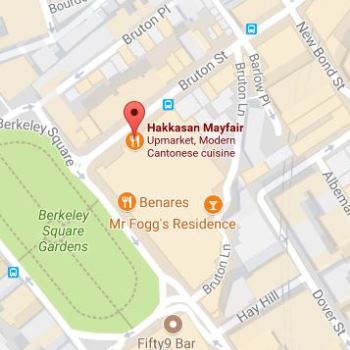 Bourdo
Bruton Pl
Bruton St
New Bond St
Barlow Pl
Bruton Ln
Berkeley Square
Hakkasan Mayfair
Upmarket, Modern
Cantonese cuisine
Albemar
Benares
Mr Fogg's Residence
Berkeley
Square
Gardens
Bruton Ln
Hay Hill
Dover St
Fifty9 Bar